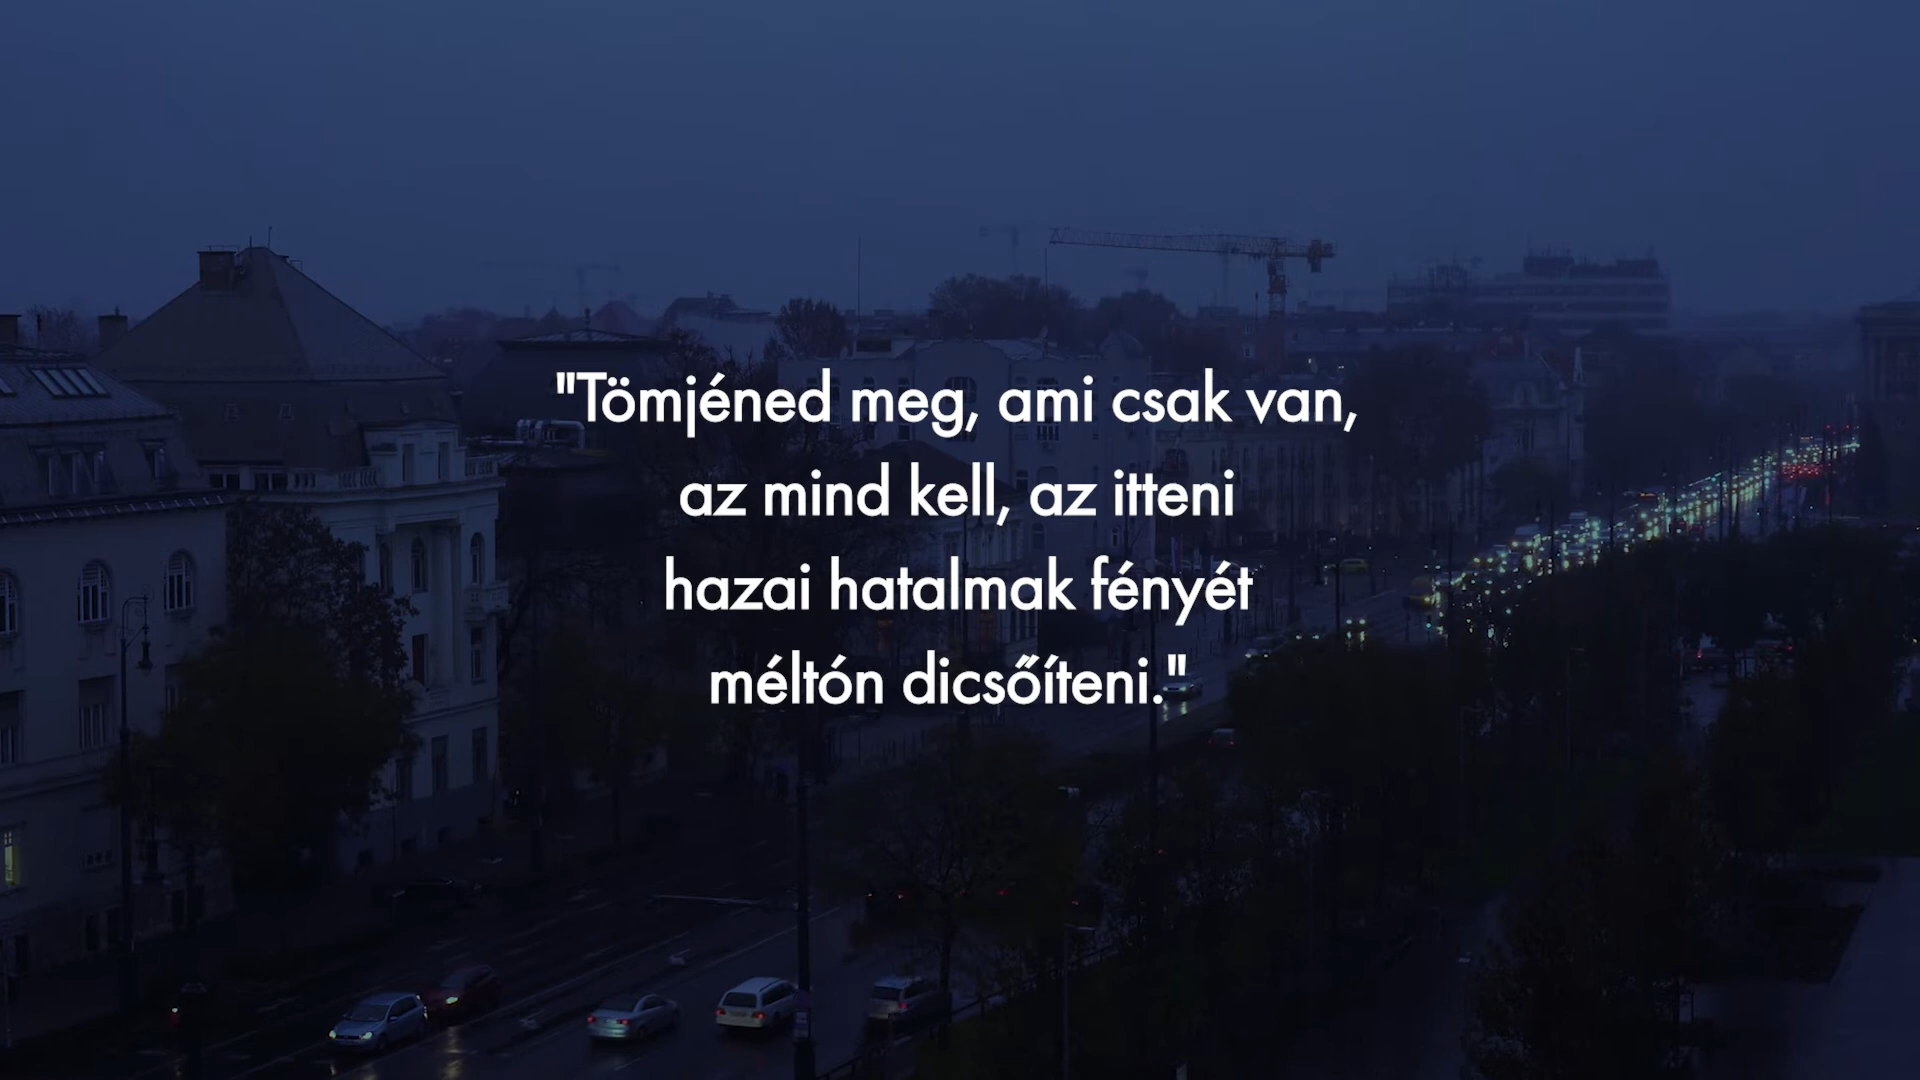 "Tömjéned meg, ami csak van,
az mind kell, az itteni
hazai hatalmak fényét
méltón dicsőíteni."